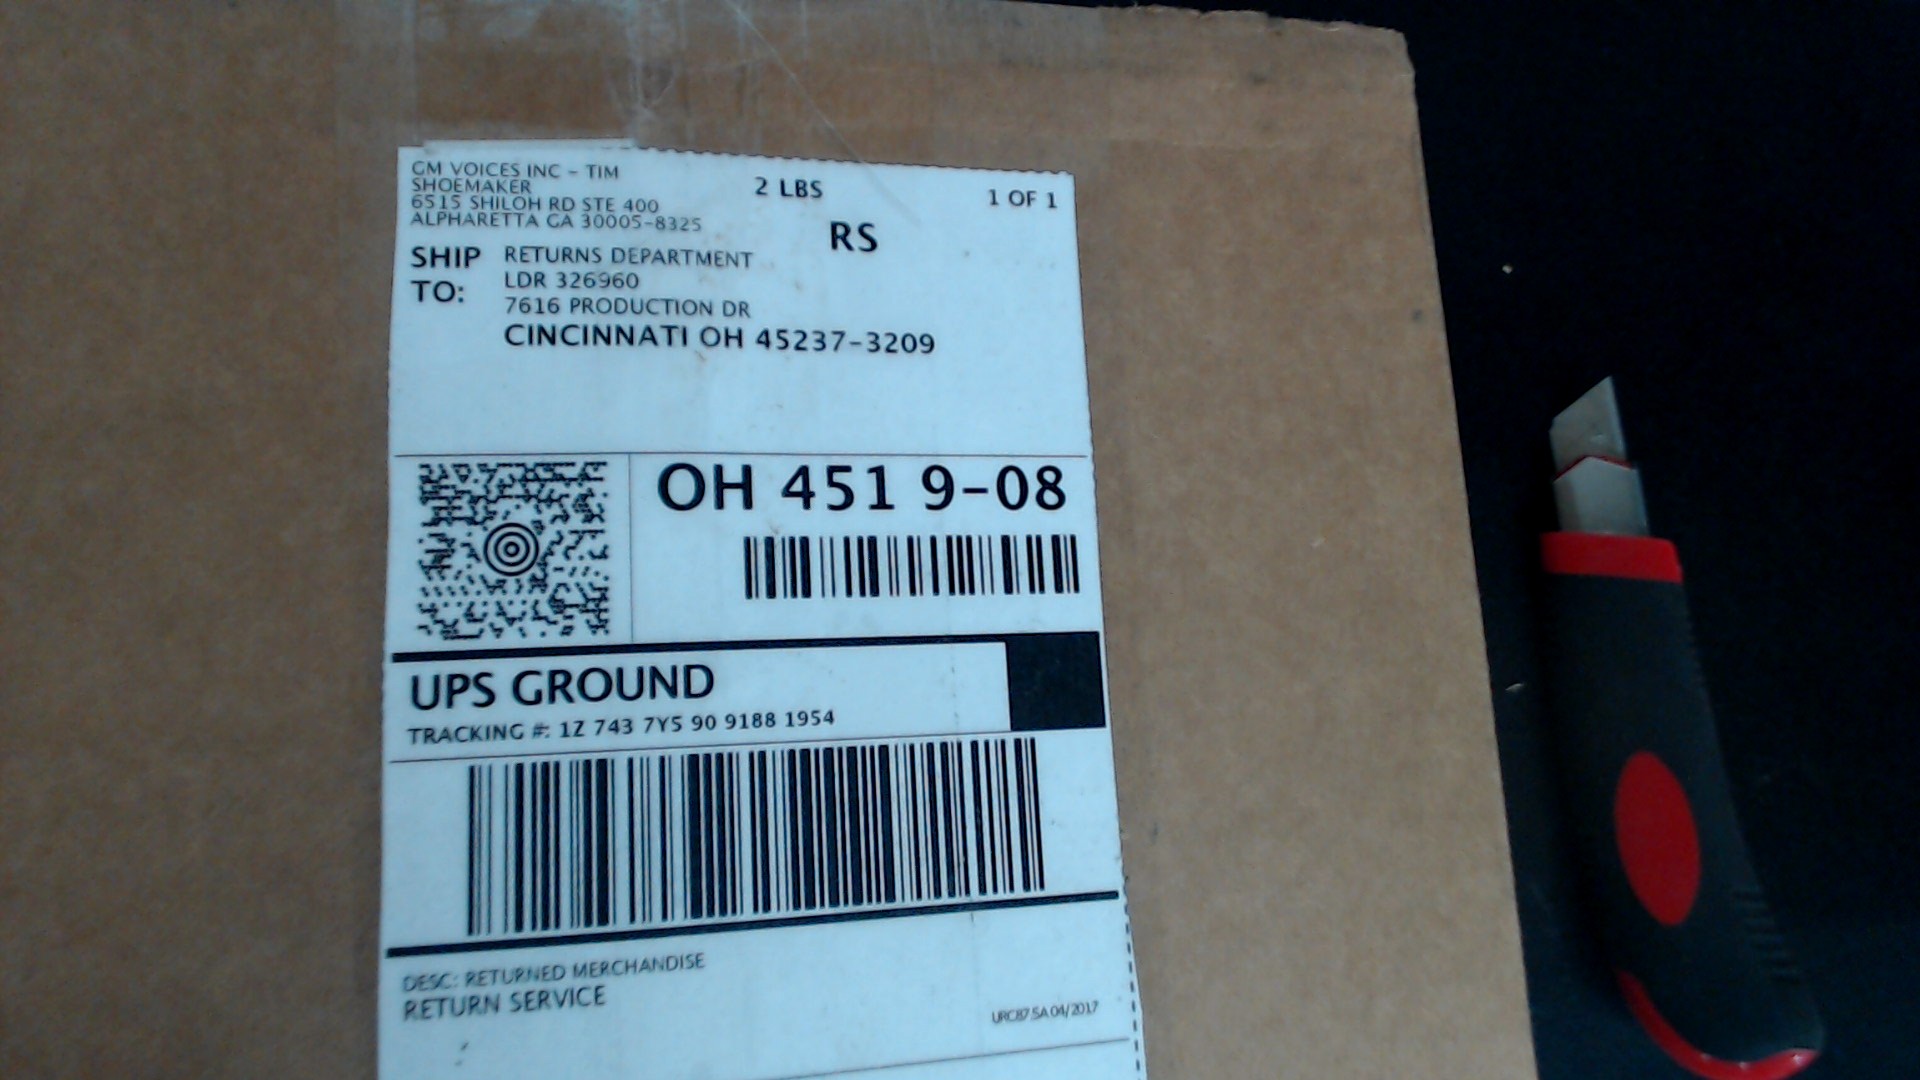 GM VOICES INC - TIM
SHOEMAKER
6515 SHILOH RD STE 400
ALPHARETTA GA 30005-8325
2 LBS
1 OF 1
RS
SHIP TO:
RETURNS DEPARTMENT
LDR 326960
7616 PRODUCTION DR
CINCINNATI OH 45237-3209
OH 451 9-08
UPS GROUND
TRACKING #: 1Z 743 7Y5 90 9188 1954
DESC: RETURNED MERCHANDISE
RETURN SERVICE
URC87.5A 04/2017